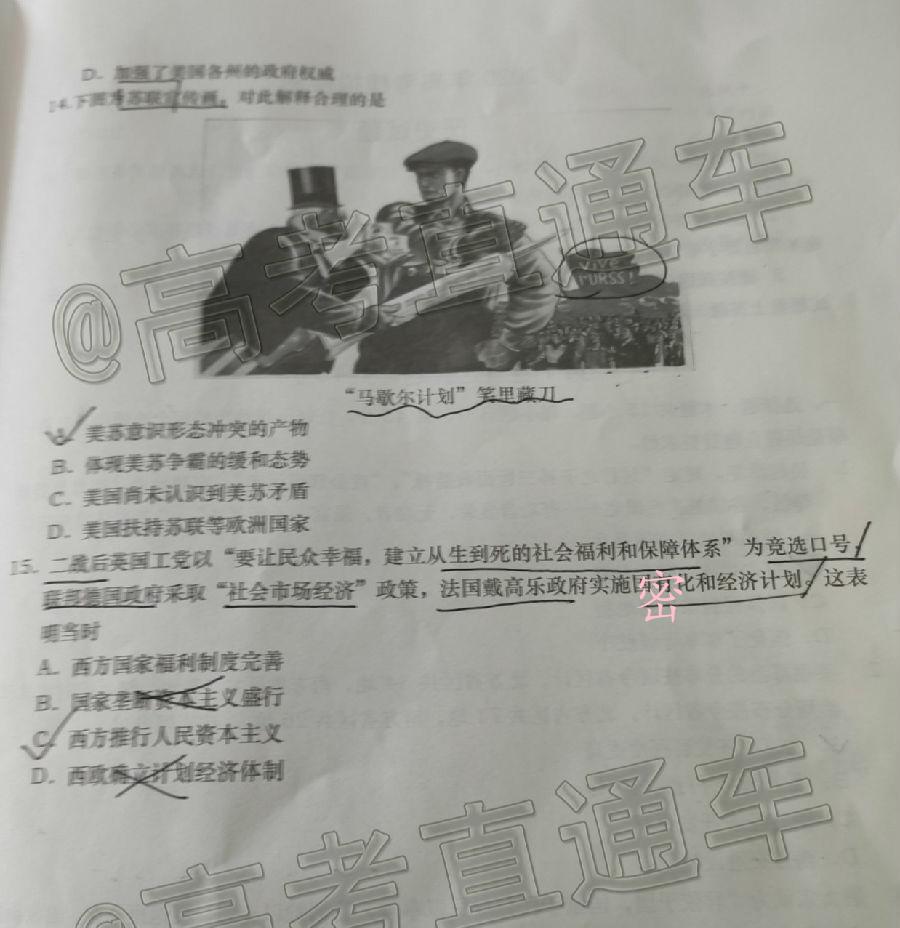 D．加强了美国各州的政府权威
14.下图为苏联宣传画。对此解释合理的是
VIVE
l'URSS!
“马歇尔计划”笑里藏刀
A．美苏意识形态冲突的产物
B．体现美苏争霸的缓和态势
C．美国尚未认识到美苏矛盾
D．美国扶持苏联等欧洲国家
15．二战后英国工党以“要让民众幸福，建立从生到死的社会福利和保障体系”为竞选口号，
联邦德国政府采取“社会市场经济”政策，法国戴高乐政府实施国有化和经济计划。这表
密
明当时
A．西方国家福利制度完善
B．国家垄断资本主义盛行
C．西方推行人民资本主义
D．西欧确立计划经济体制
@高考直通车
@高考直通车